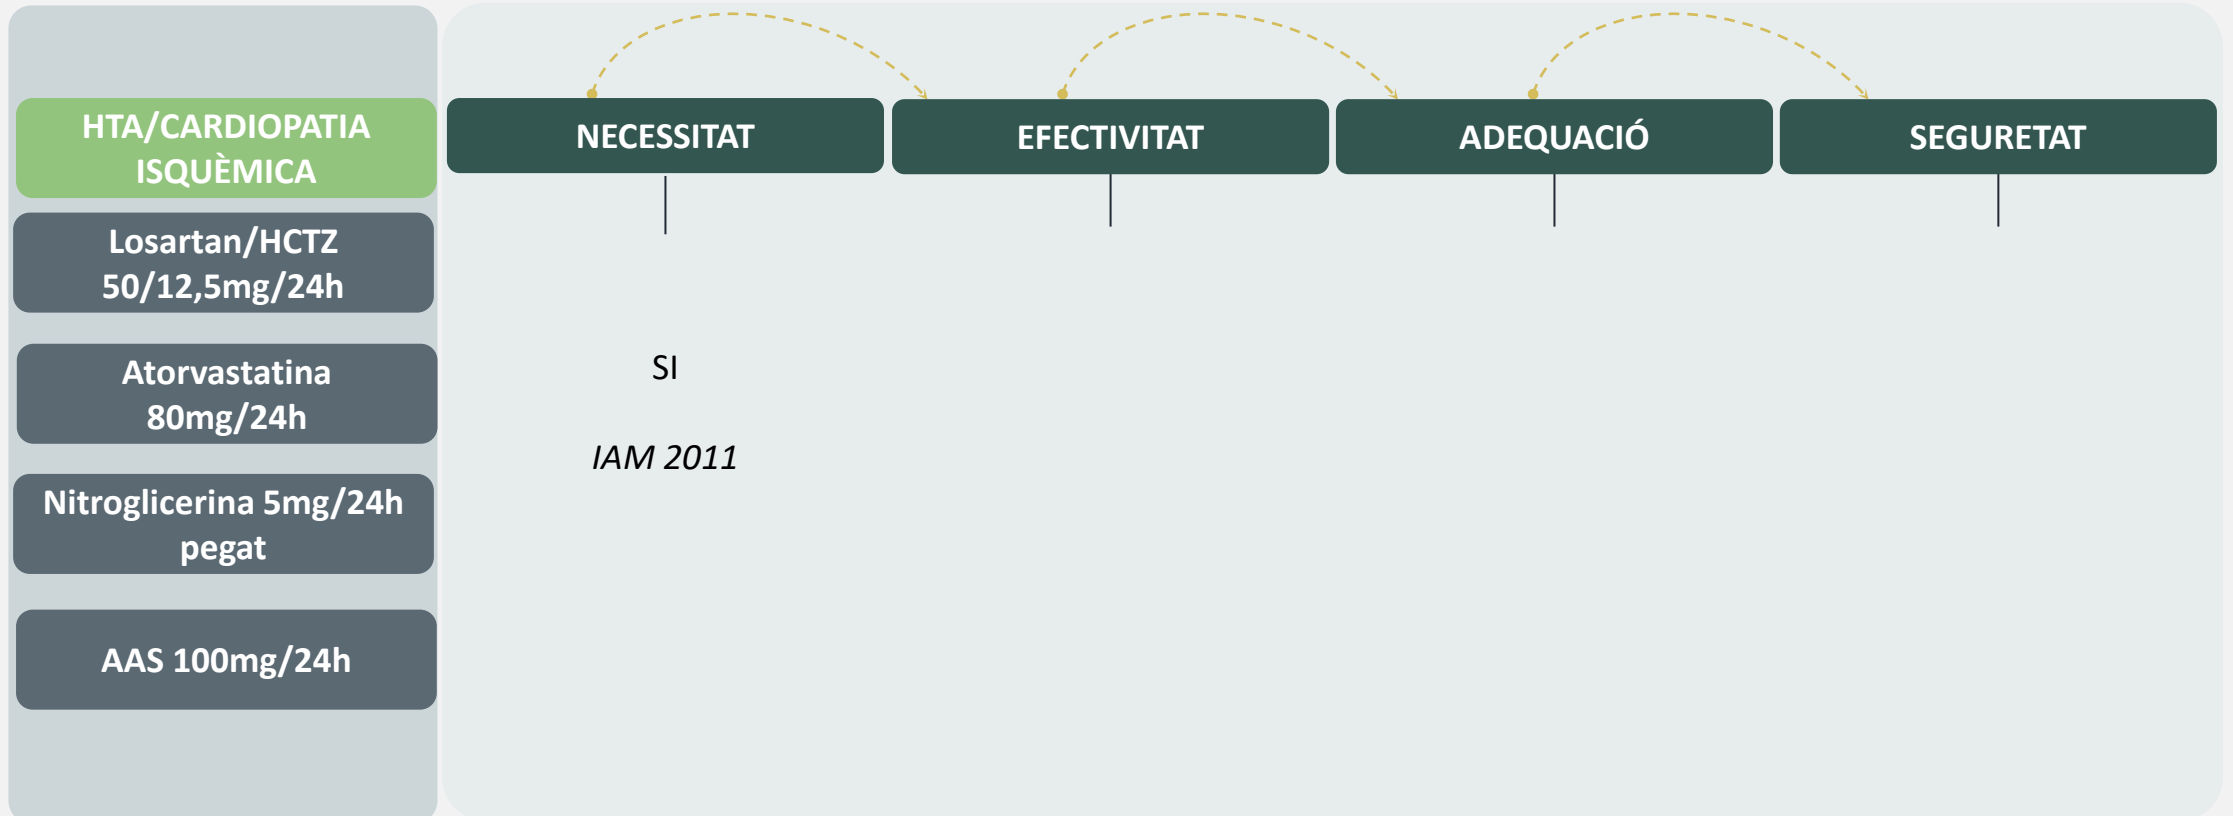 HTA/CARDIOPATIA
ISQUÈMICA
NECESSITAT
EFECTIVITAT
ADEQUACIÓ
SEGURETAT
Losartan/HCTZ
50/12,5mg/24h
Atorvastatina
80mg/24h
Nitroglicerina 5mg/24h
pegat
AAS 100mg/24h
SI
IAM 2011